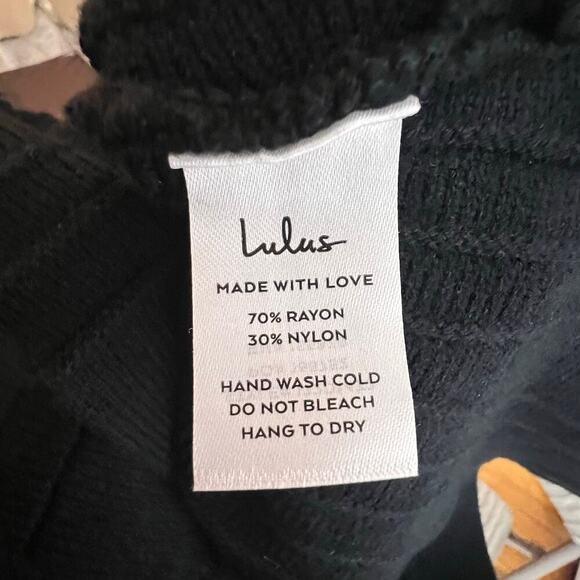 Lulus
MADE WITH LOVE
70% RAYON
30% NYLON
HAND WASH COLD
DO NOT BLEACH
HANG TO DRY